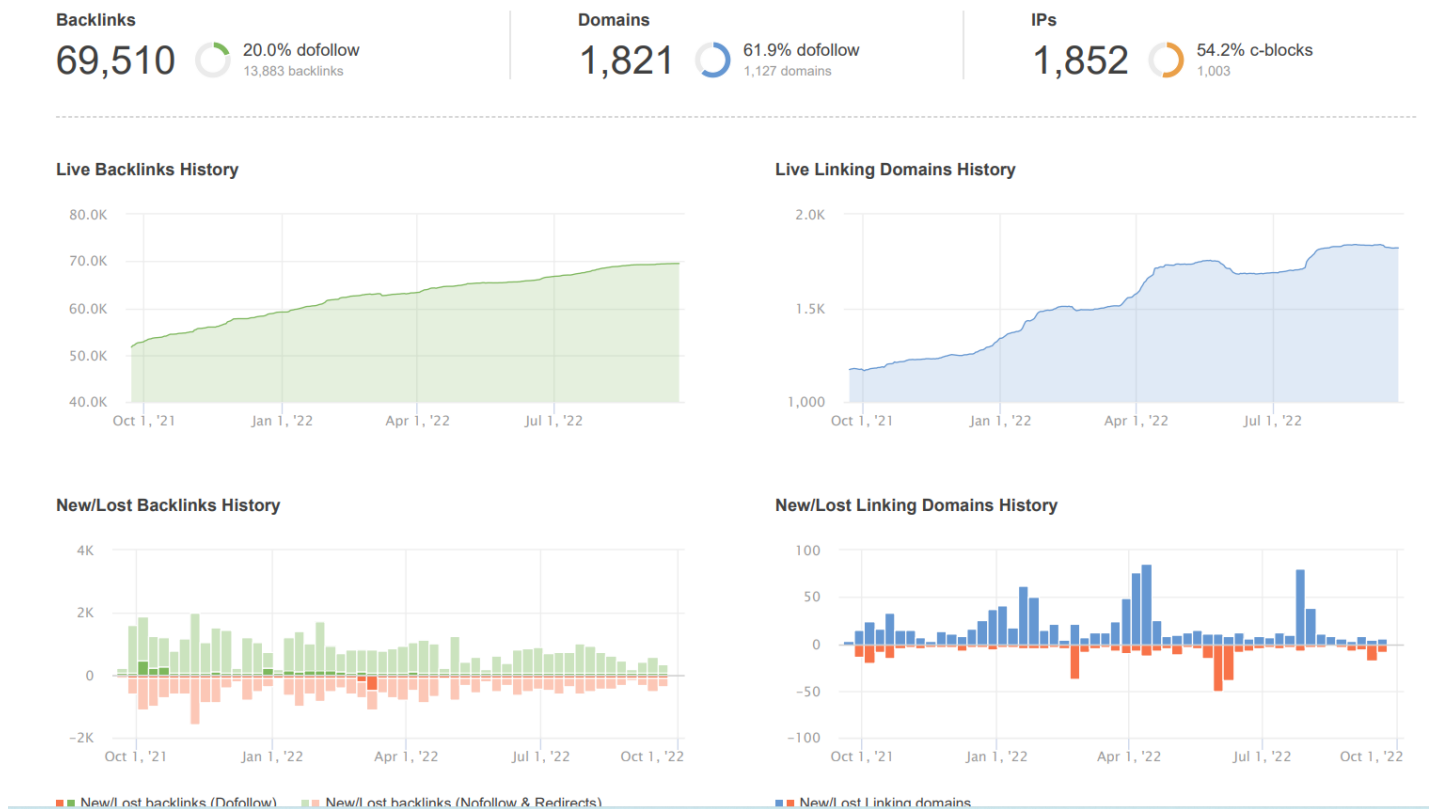 Backlinks
69,510
20.0% dofollow
13,883 backlinks
Domains
1,821
61.9% dofollow
1,127 domains
IPs
1,852
54.2% c-blocks
1,003
Live Backlinks History
80.0K
70.0K
60.0K
50.0K
40.0K
Oct 1, '21
Jan 1, '22
Apr 1, '22
Jul 1, '22
Live Linking Domains History
2.0K
1.5K
1,000
Oct 1, '21
Jan 1, '22
Apr 1, '22
Jul 1, '22
New/Lost Backlinks History
4K
2K
0
−2K
Oct 1, '21
Jan 1, '22
Apr 1, '22
Jul 1, '22
Oct 1, '22
New/Lost backlinks (Dofollow)
New/Lost backlinks (Nofollow & Redirects)
New/Lost Linking Domains History
100
50
0
−50
−100
Oct 1, '21
Jan 1, '22
Apr 1, '22
Jul 1, '22
Oct 1, '22
New/Lost Linking domains